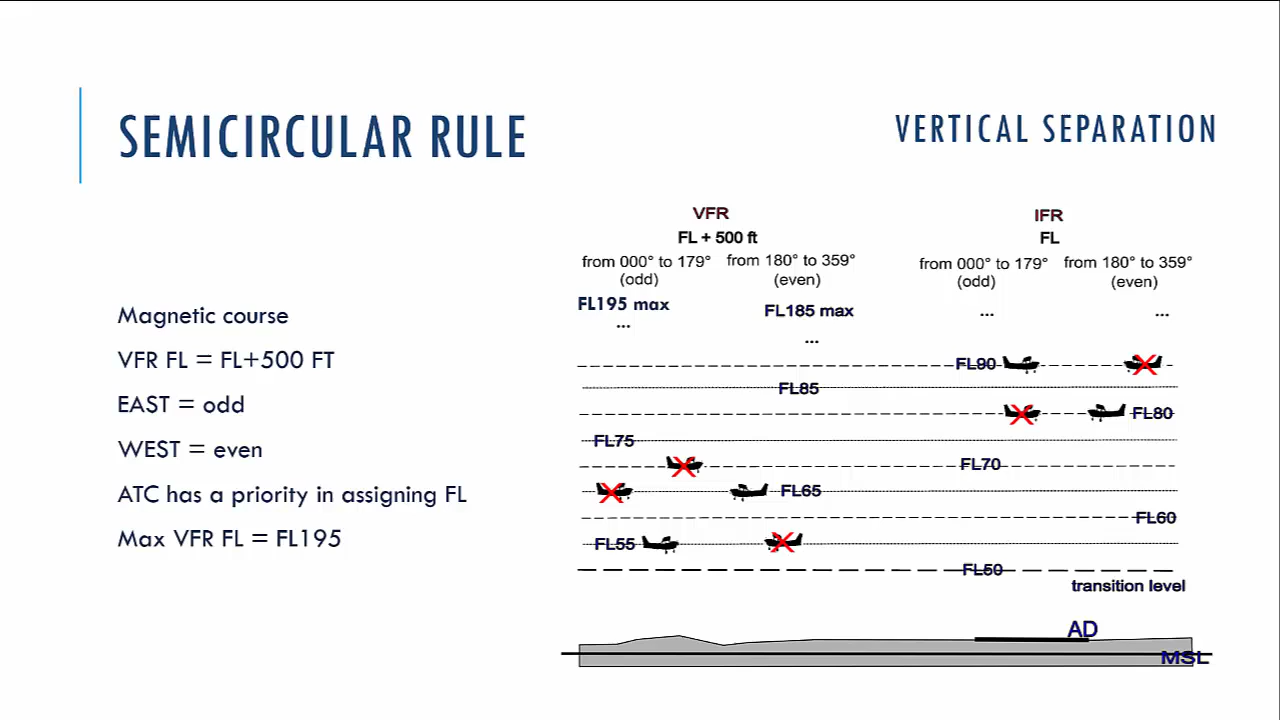 SEMICIRCULAR RULE
VERTICAL SEPARATION
Magnetic course
VFR FL = FL+500 FT
EAST = odd
WEST = even
ATC has a priority in assigning FL
Max VFR FL = FL195
VFR
FL + 500 ft
from 000° to 179°
(odd)
from 180° to 359°
(even)
FL195 max
...
FL185 max
...
IFR
FL
from 000° to 179°
(odd)
from 180° to 359°
(even)
...
...
FL90
FL85
FL80
FL75
FL70
FL65
FL60
FL55
FL50
transition level
AD
MSL